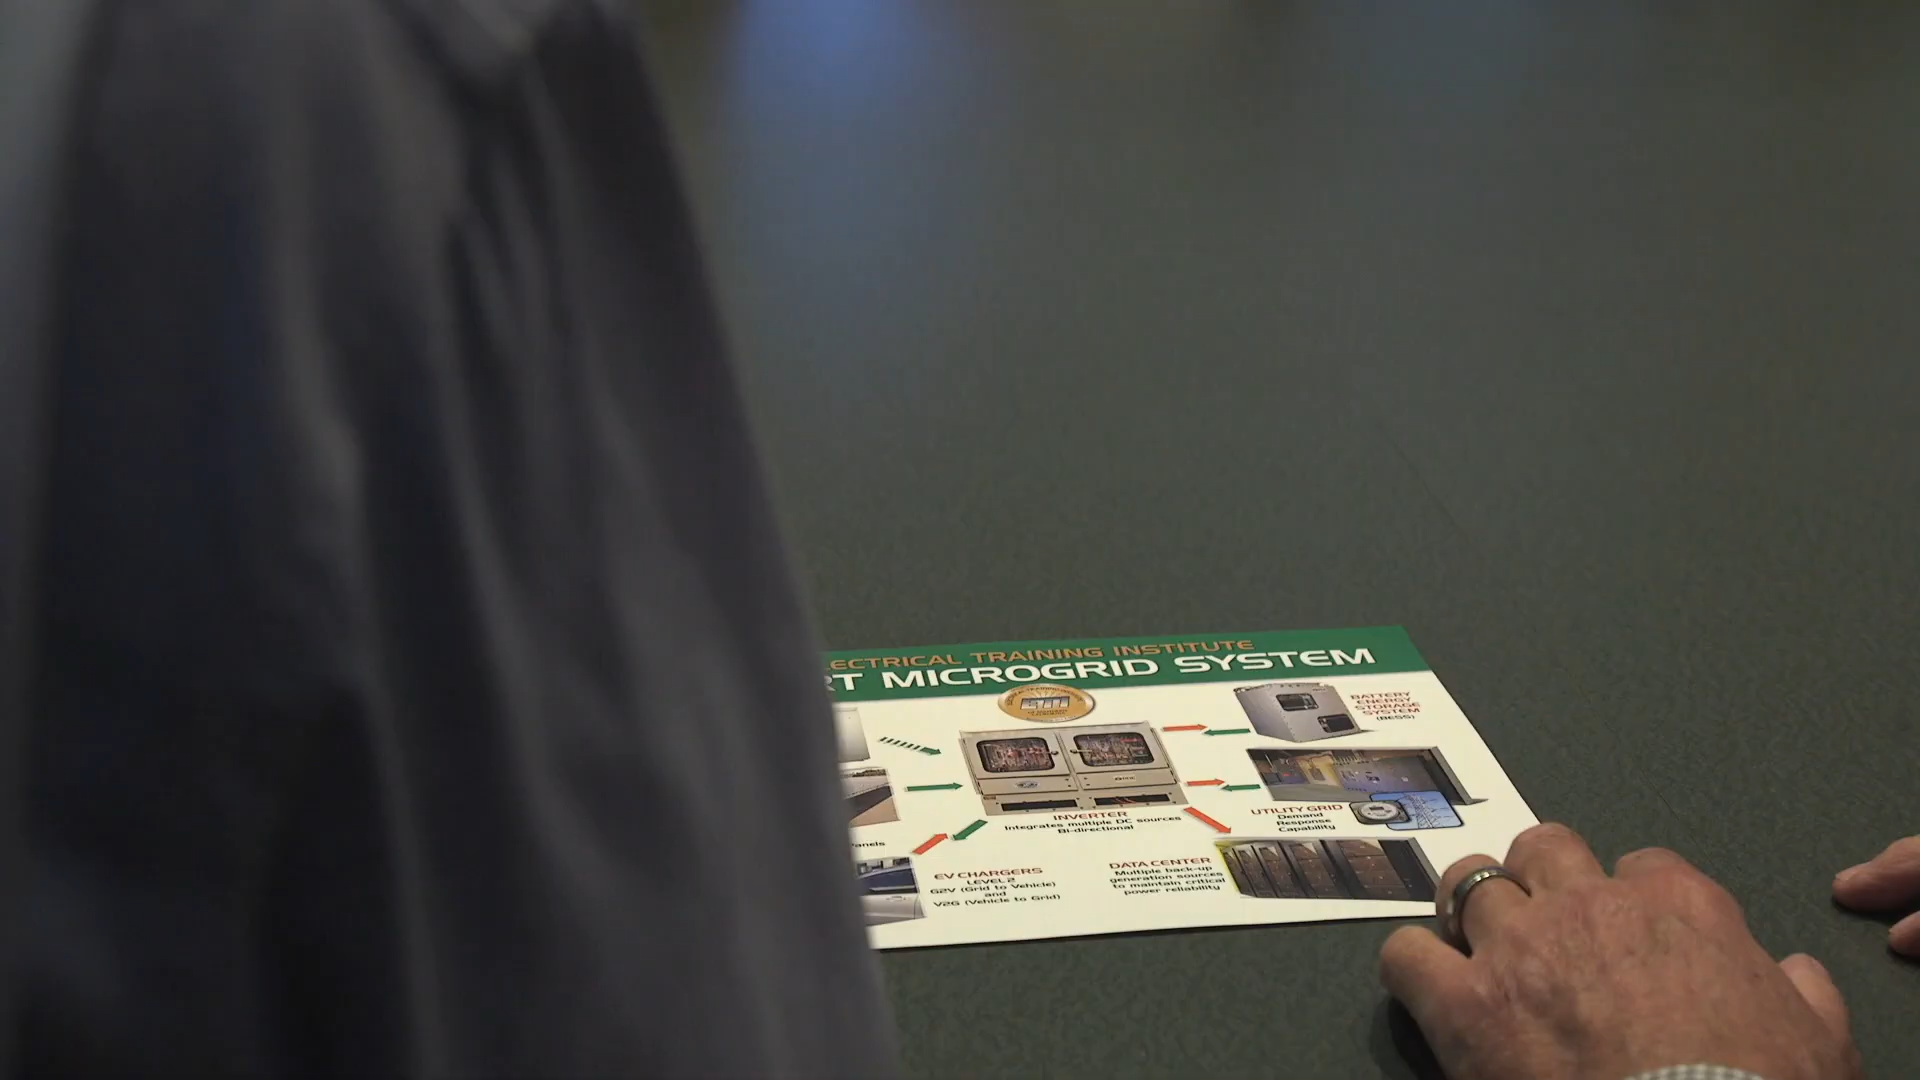 LECTRICAL TRAINING INSTITUTE
RT MICROGRID SYSTEM
BATTERY
ENERGY
STORAGE
SYSTEM
(BESS)
INVERTER
Integrates multiple DC sources
Bi-directional
UTILITY GRID
Demand
Response
Capability
Panels
EV CHARGERS
LEVEL 2
G2V (Grid to Vehicle)
and
V2G (Vehicle to Grid)
DATA CENTER
Multiple back-up
generation sources
to maintain critical
power reliability